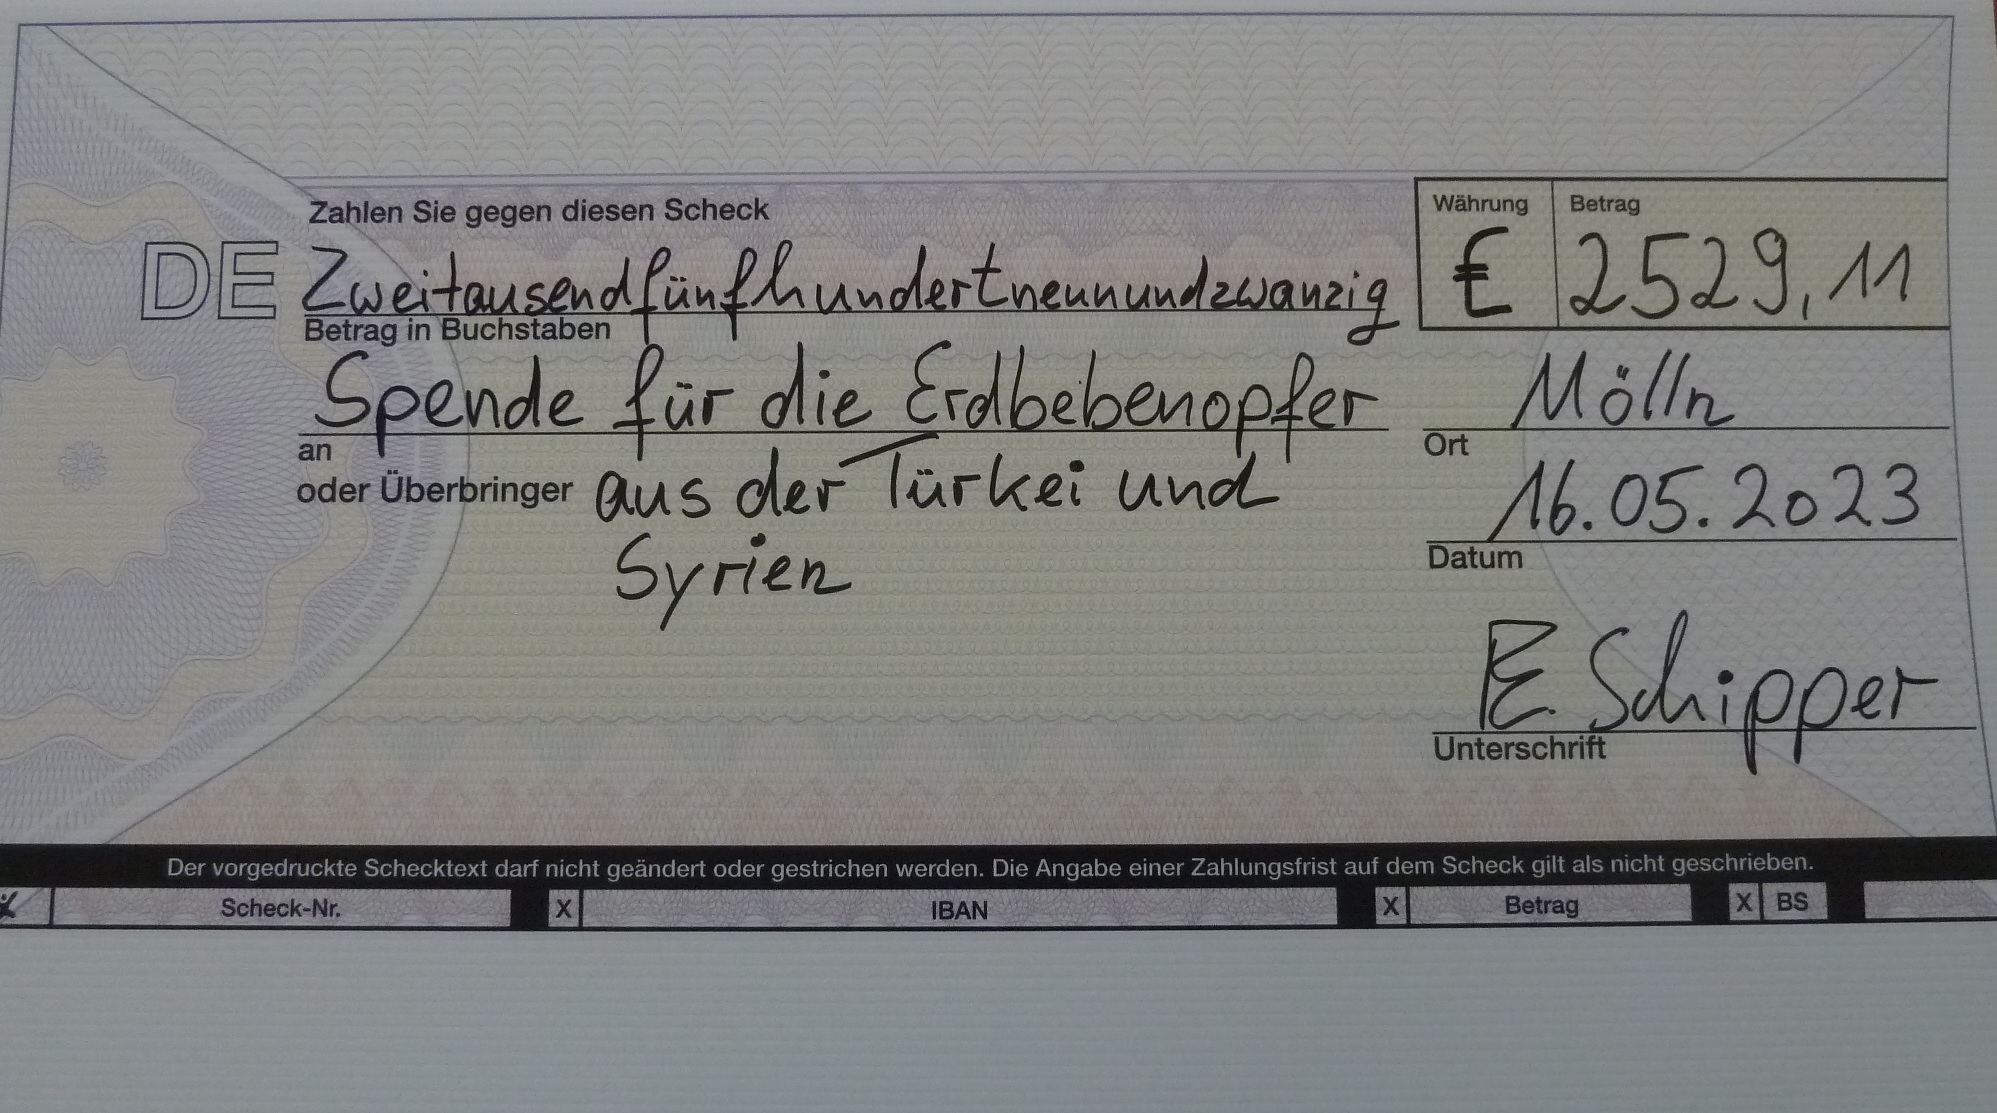 Zahlen Sie gegen diesen Scheck
Währung Betrag
DE Zweitausendfünfhundertneunundzwanzig € 2529,11
Betrag in Buchstaben
Spende für die Erdbebenopfer Mölln
an Ort
oder Überbringer aus der Türkei und 16.05.2023
Syrien Datum
E. Schipper
Unterschrift
Der vorgedruckte Schecktext darf nicht geändert oder gestrichen werden. Die Angabe einer Zahlungsfrist auf dem Scheck gilt als nicht geschrieben.
X Scheck-Nr. X IBAN X Betrag X BS